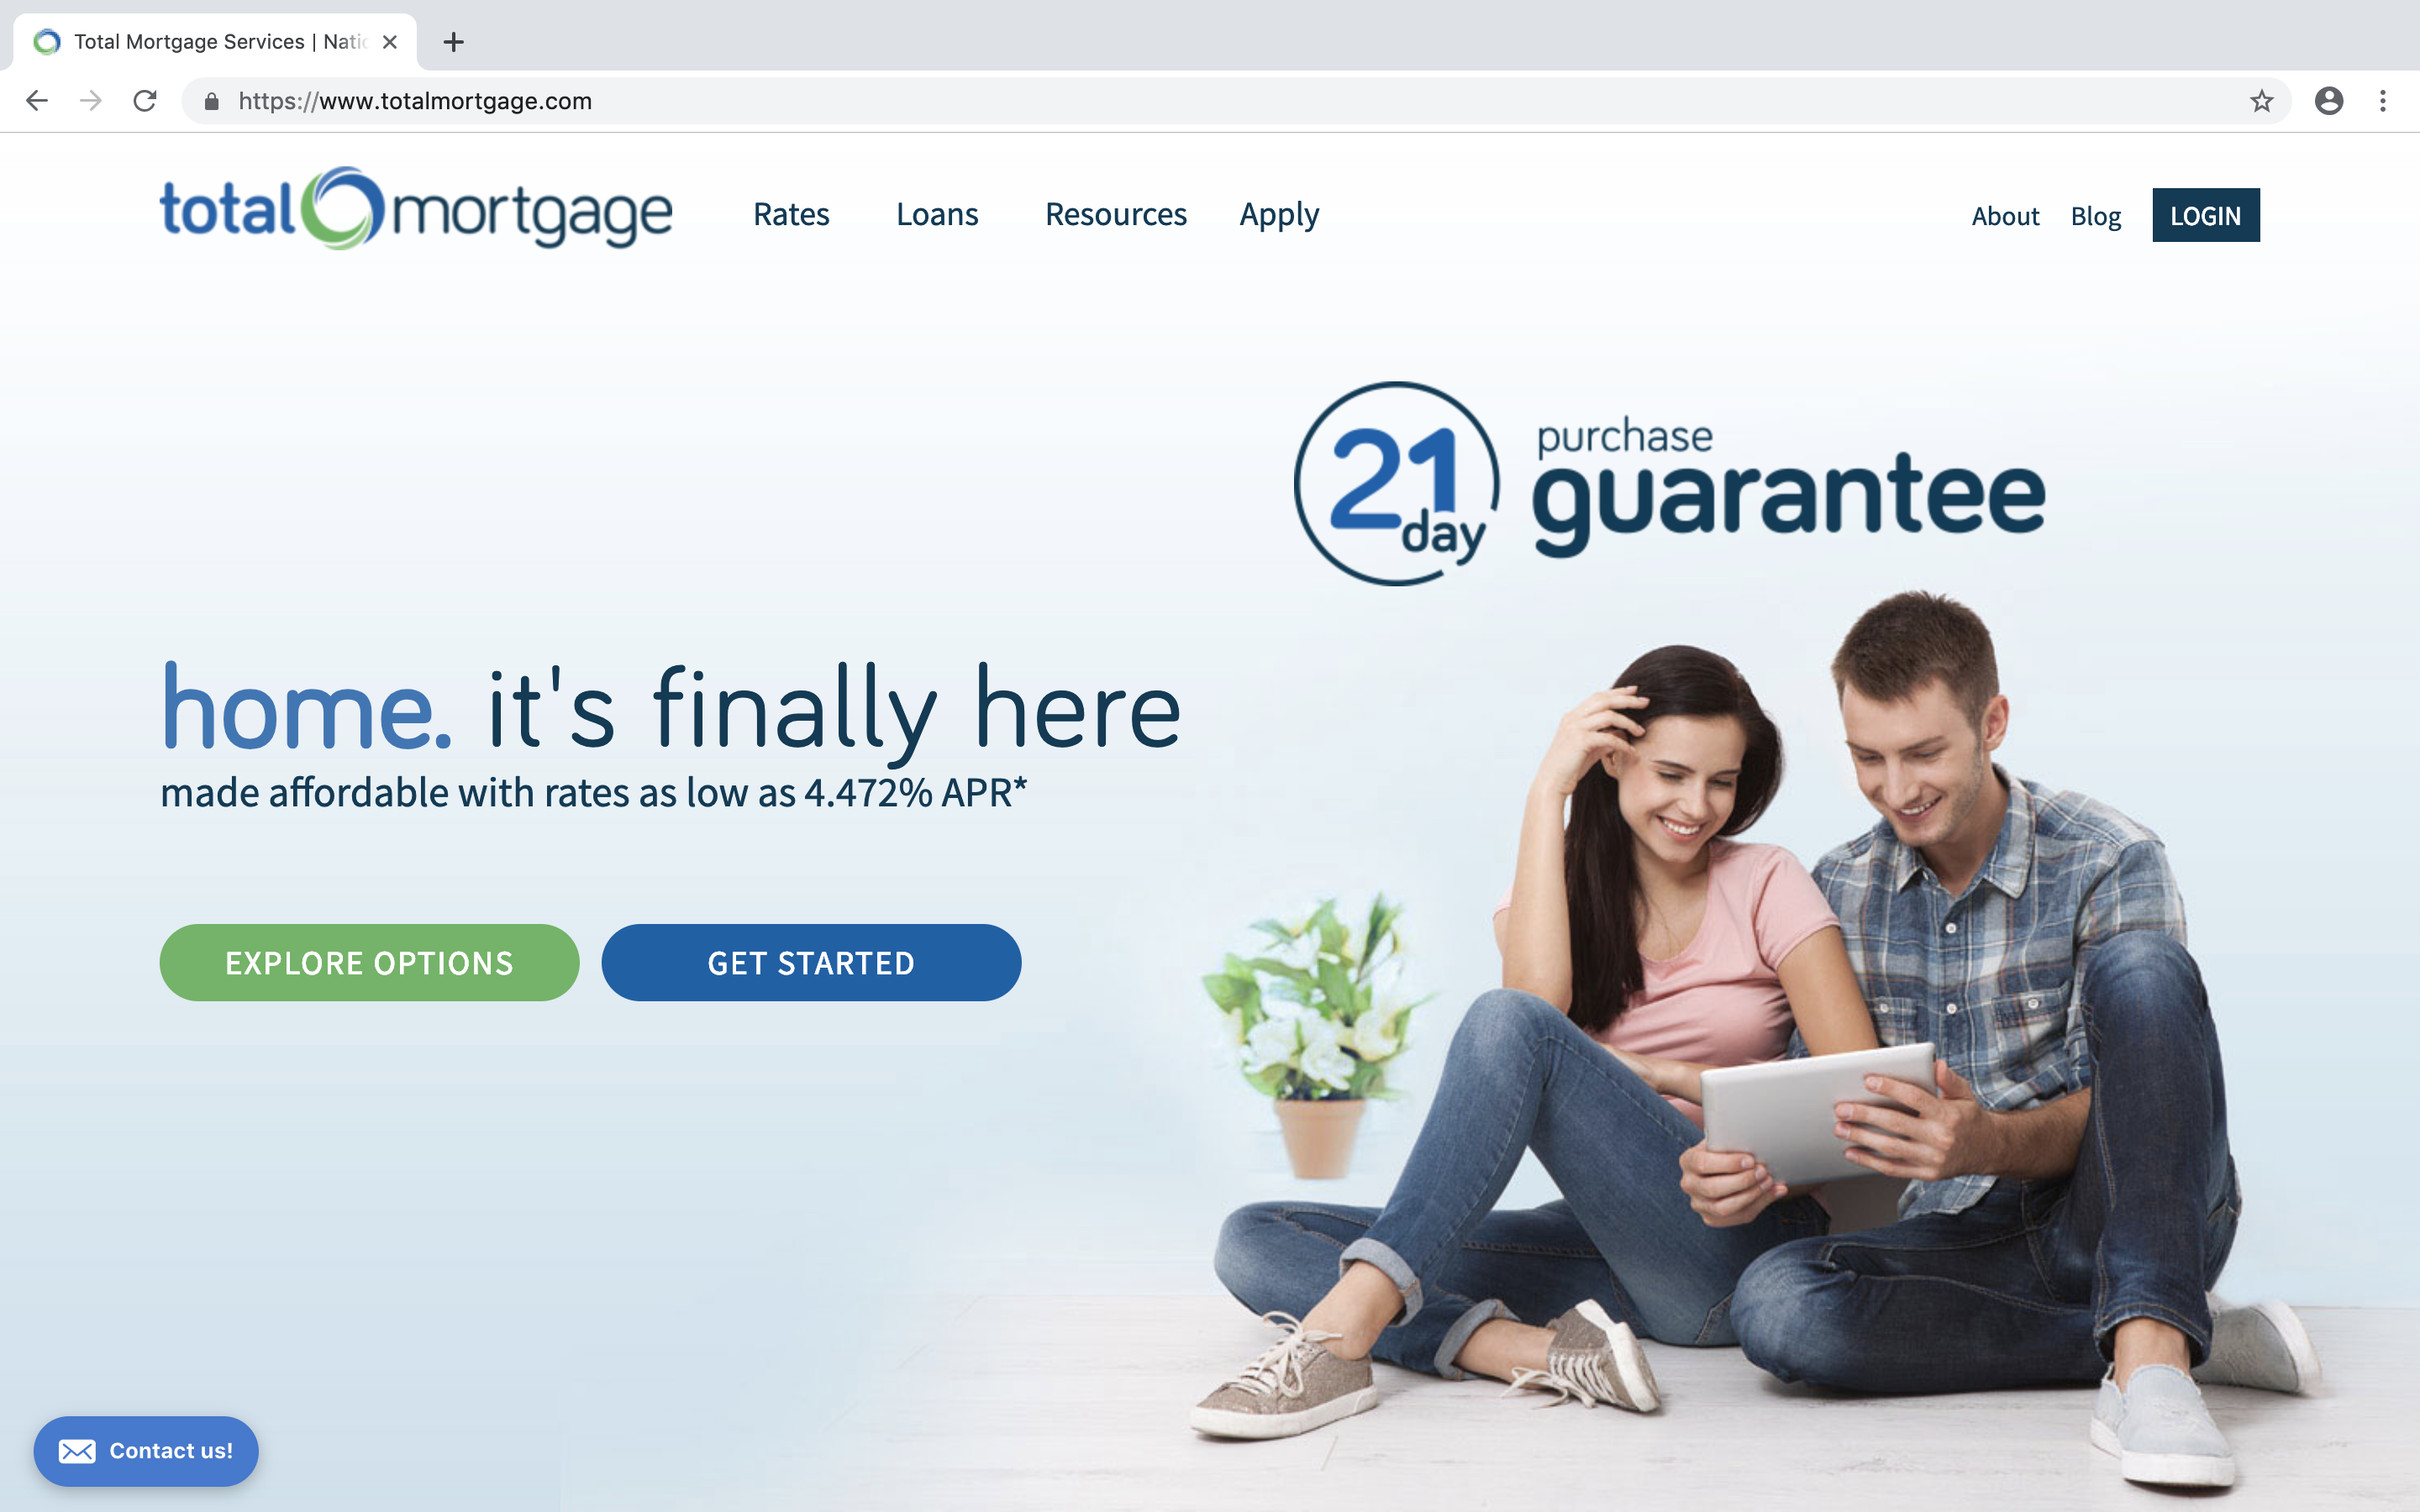 Total Mortgage Services | Natio
https://www.totalmortgage.com
total mortgage
Rates Loans Resources Apply
About Blog LOGIN
21 day
purchase
guarantee
home. it's finally here
made affordable with rates as low as 4.472% APR*
EXPLORE OPTIONS GET STARTED
Contact us!